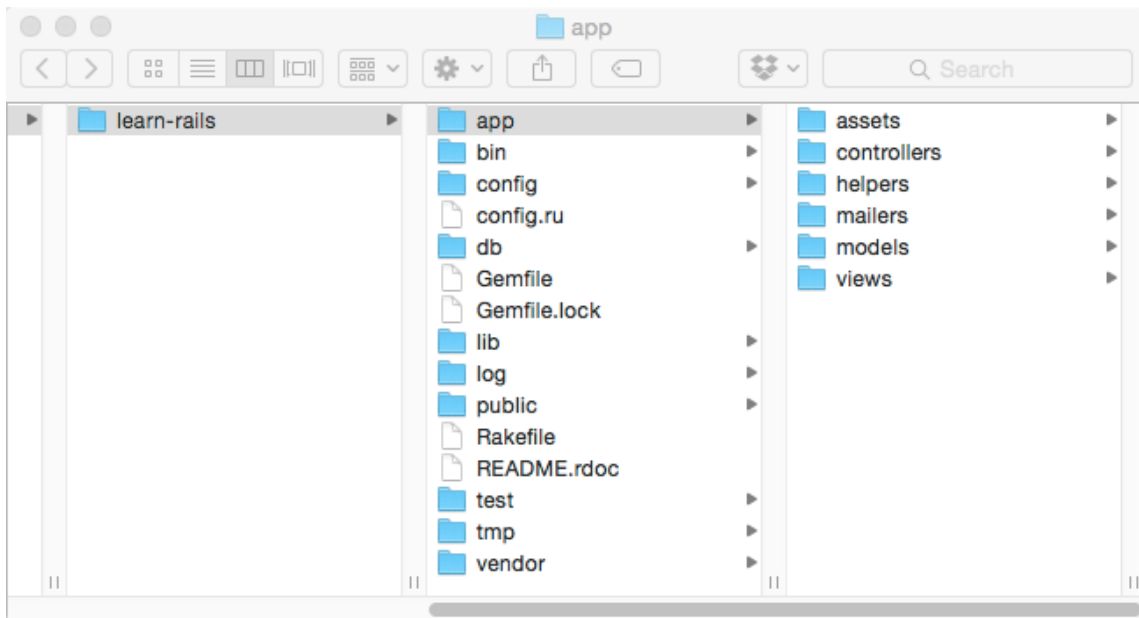 app
Search
learn-rails
app
bin
config
config.ru
db
Gemfile
Gemfile.lock
lib
log
public
Rakefile
README.rdoc
test
tmp
vendor
assets
controllers
helpers
mailers
models
views